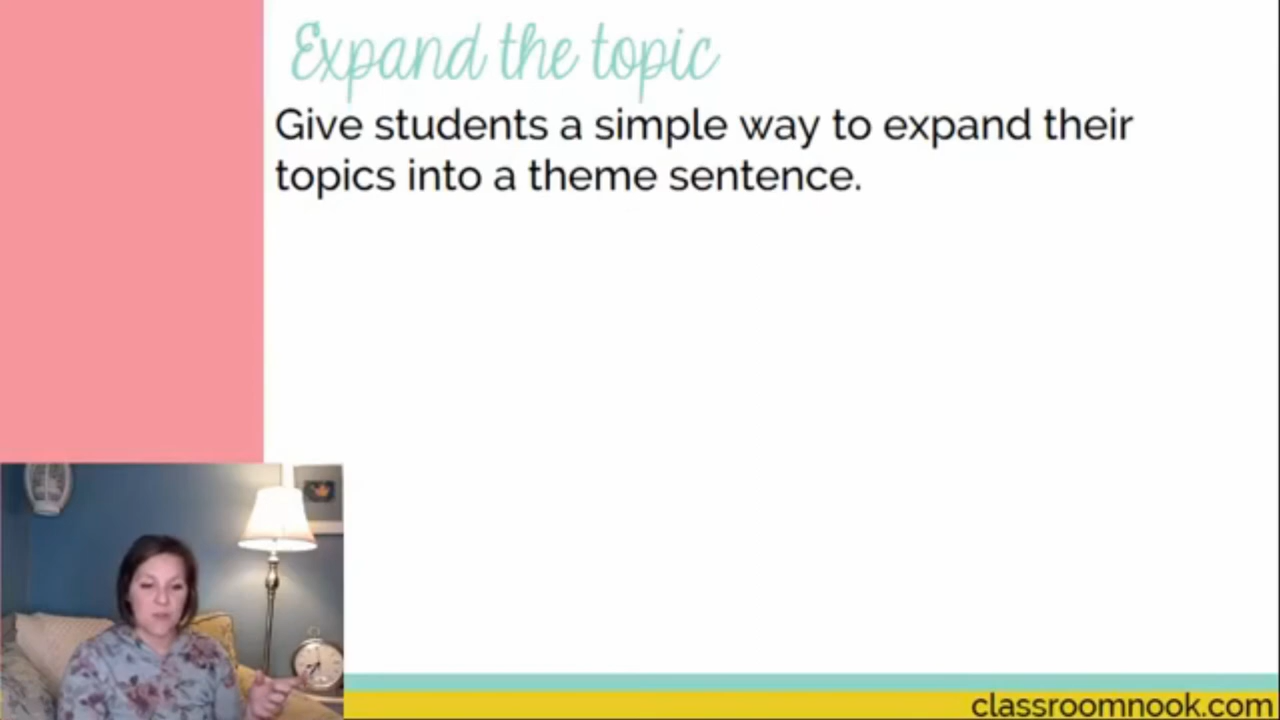 Expand the topic
Give students a simple way to expand their
topics into a theme sentence.
classroomnook.com